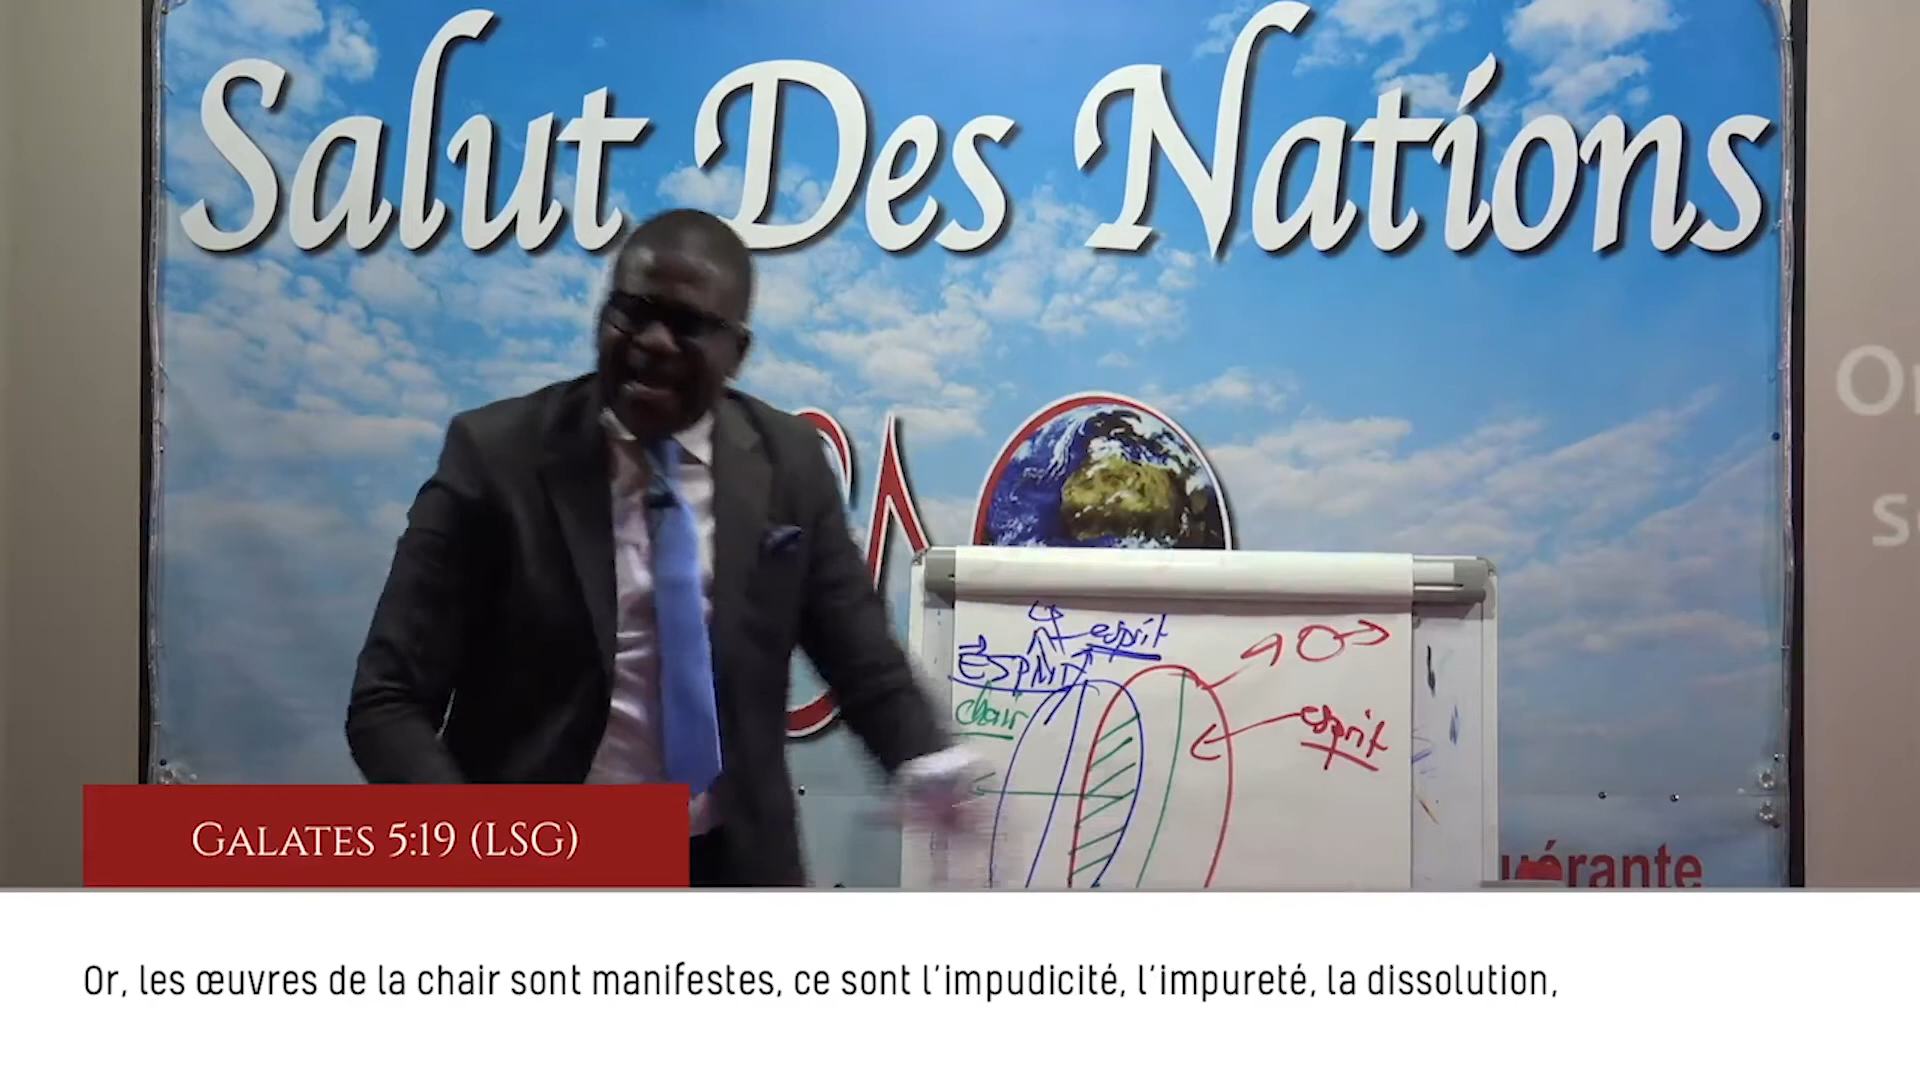 Salut Des Nations
esprit
ESPRIT
chair
esprit
GALATES 5:19 (LSG)
Or, les œuvres de la chair sont manifestes, ce sont l'impudicité, l'impureté, la dissolution,